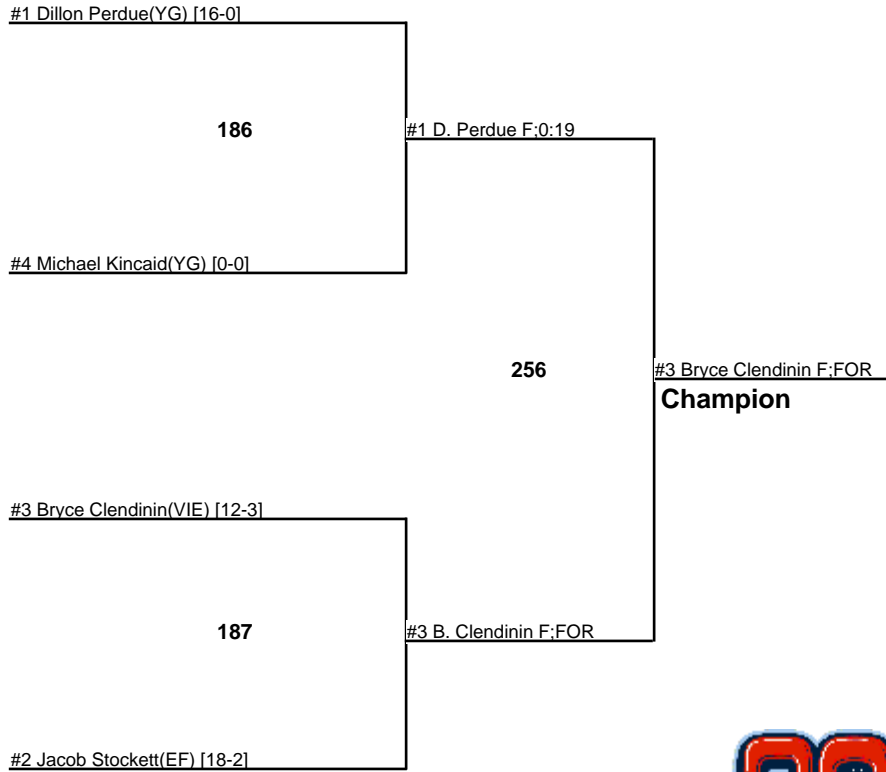 #1 Dillon Perdue(YG) [16-0]
186
#1 D. Perdue F;0:19
#4 Michael Kincaid(YG) [0-0]
256
#3 Bryce Clendinin F;FOR
Champion
#3 Bryce Clendinin(VIE) [12-3]
187
#3 B. Clendinin F;FOR
#2 Jacob Stockett(EF) [18-2]